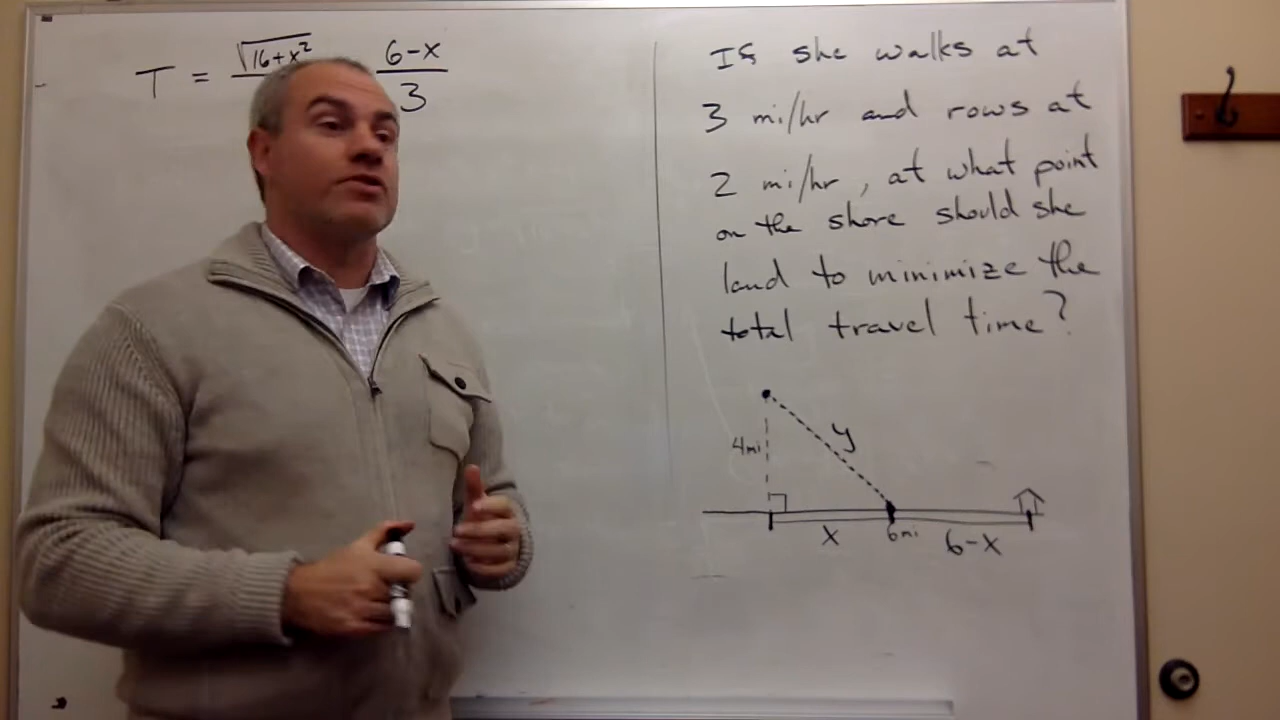 T = √16+x² 6-x
3
If she walks at
3 mi/hr and rows at
2 mi/hr, at what point
on the shore should she
land to minimize the
total travel time?
4mi
y
x 6mi 6-x